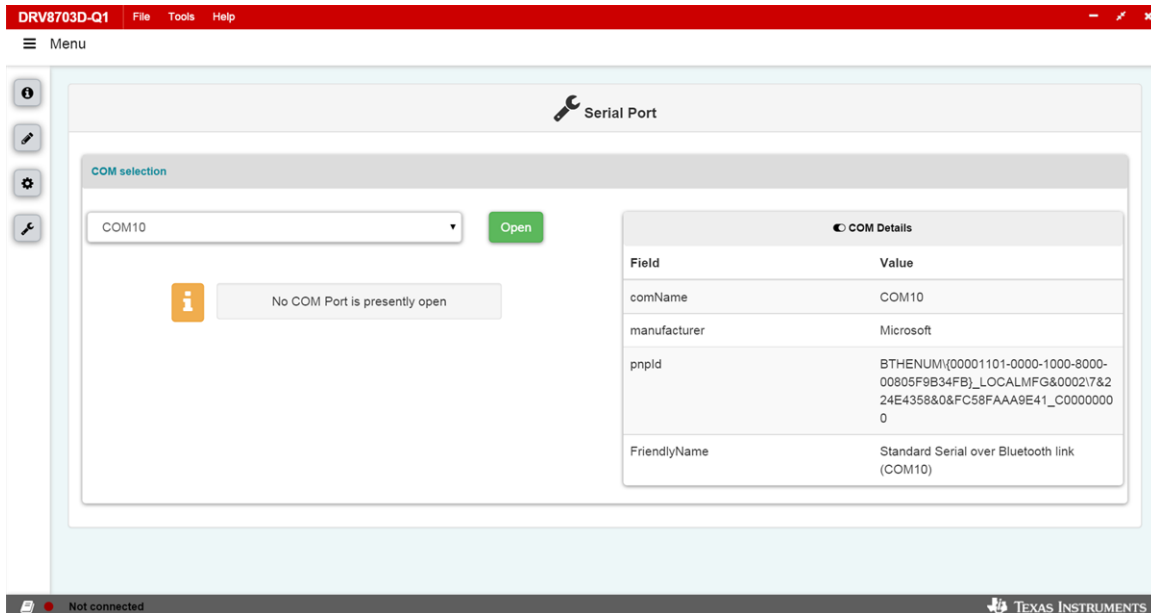 DRV8703D-Q1 File Tools Help
Menu
Serial Port
COM selection
COM10
Open
No COM Port is presently open
COM Details
Field Value
comName COM10
manufacturer Microsoft
pnpId BTHENUM\{00001101-0000-1000-8000-
00805F9B34FB}_LOCALMFG&0002\7&2
24E4358&0&FC58FAAA9E41_C0000000
0
FriendlyName Standard Serial over Bluetooth link
(COM10)
Not connected
TEXAS INSTRUMENTS